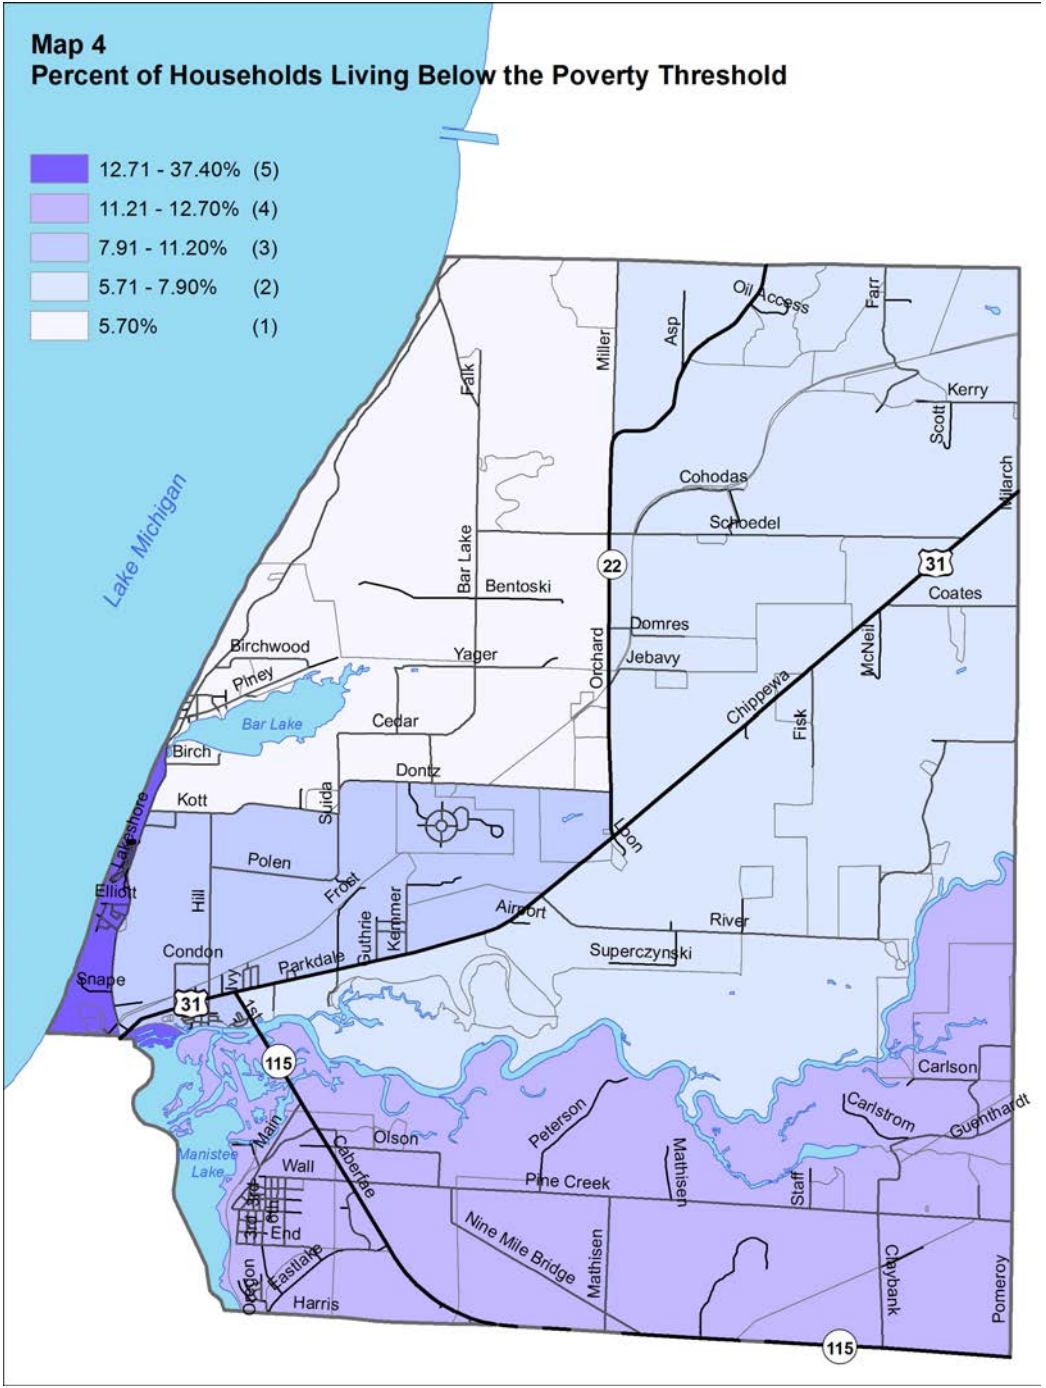 Map 4
Percent of Households Living Below the Poverty Threshold
12.71 - 37.40% (5)
11.21 - 12.70% (4)
7.91 - 11.20% (3)
5.71 - 7.90% (2)
5.70% (1)
Oil Access
Farr
Asp
Miller
Falk
Kerry
Scott
Milarch
Cohodas
Lake Michigan
Schoedel
Bar Lake
22
31
Bentoski
Coates
Domres
Birchwood
Orchard
McNeil
Yager
Jebavy
Piney
Chippewa
Bar Lake
Cedar
Fisk
Birch
Dontz
Kott
Suida
Lakeshore
Loon
Polen
Elliott
Frost
Hill
Kemmer
Airport
River
Guthrie
Condon
Superczynski
Parkdale
Snape
Ivy
31
1st
115
Carlson
Carlstrom
Guenthardt
Peterson
Main
Olson
Manistee
Lake
Caberfae
Wall
Mathisen
Pine Creek
Staff
3rd
6th
3rd
End
Nine Mile Bridge
Eastlake
Mathisen
Claybank
Pomeroy
Oregon
Harris
115